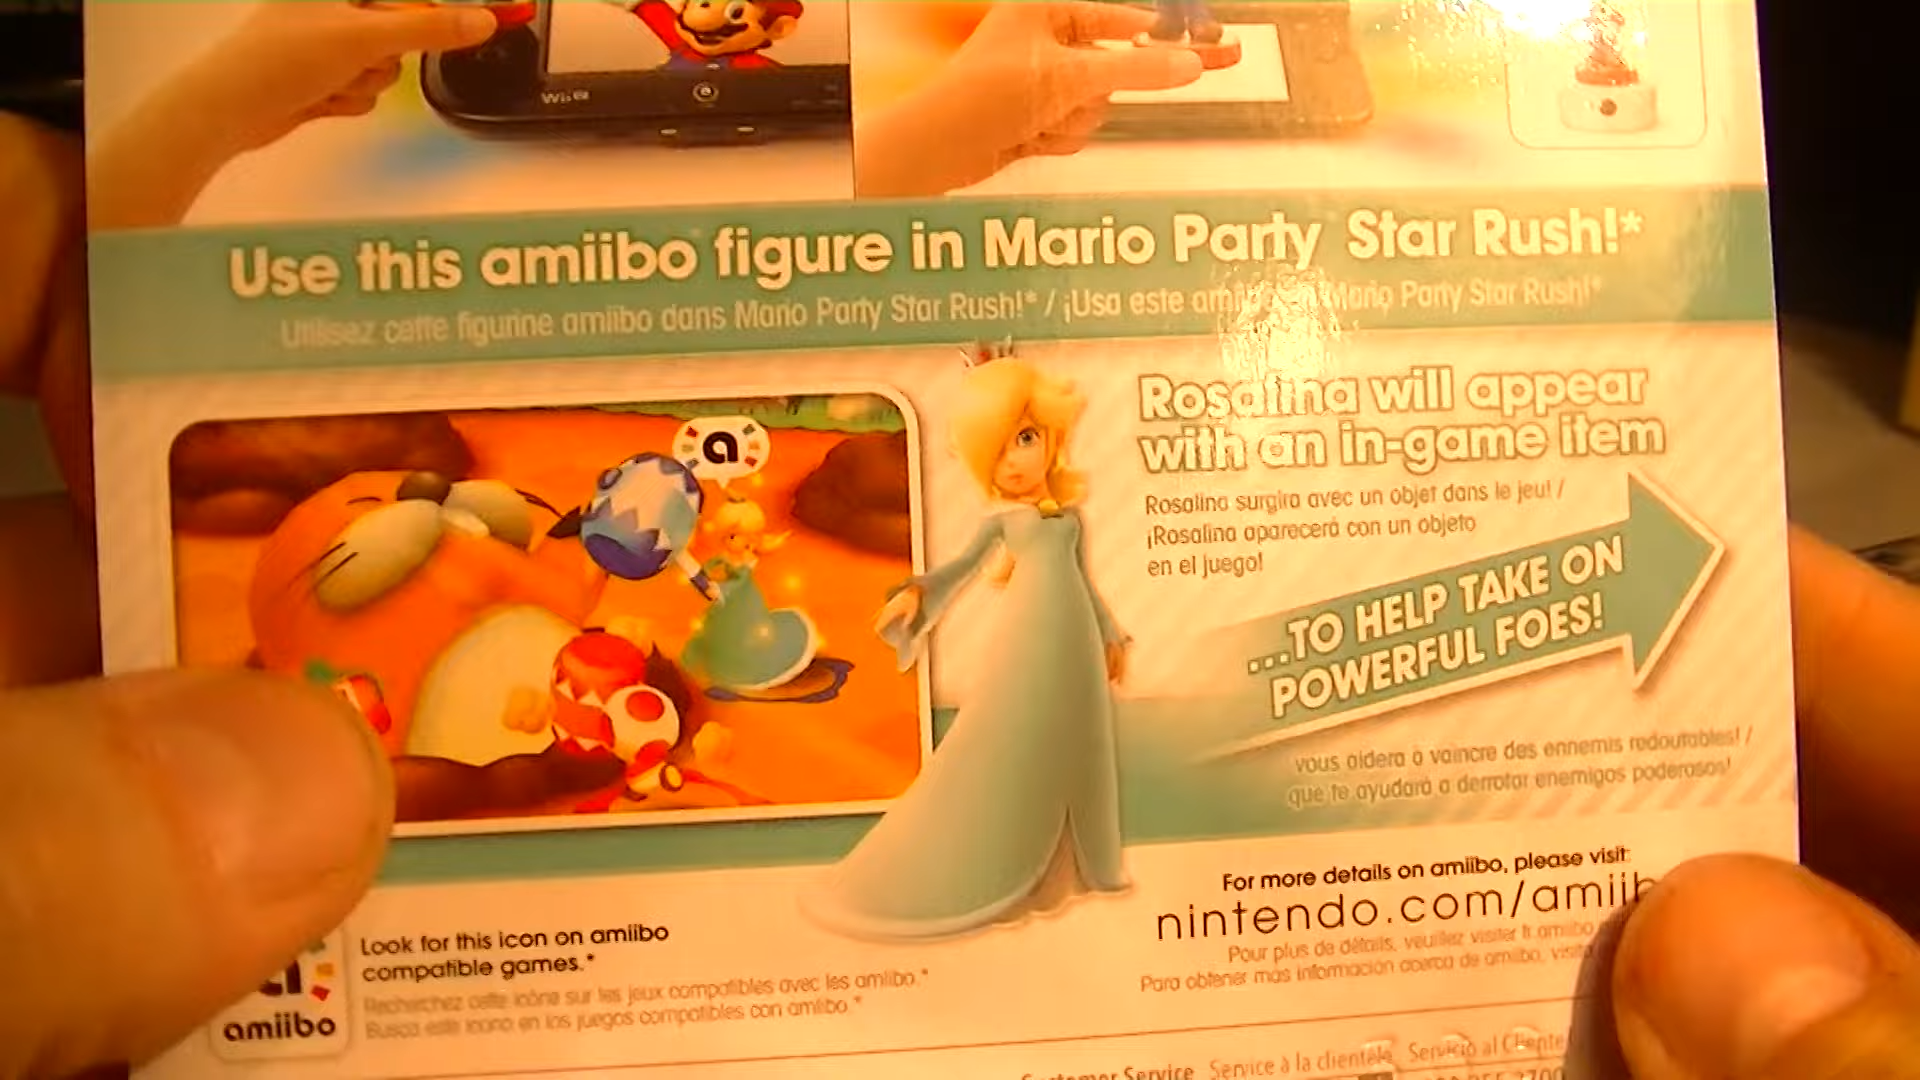 Wii U
Use this amiibo figure in Mario Party Star Rush!*
Utilisez cette figurine amiibo dans Mario Party Star Rush!* / ¡Usa este amiibo Mario Party Star Rush!*
a
Rosalina will appear
with an in-game item
Rosalina surgira avec un objet dans le jeu! /
¡Rosalina aparecerá con un objeto
en el juego!
...TO HELP TAKE ON
POWERFUL FOES!
vous aidera à vaincre des ennemis redoutables! /
que te ayudará a derrotar enemigos poderosos!
For more details on amiibo, please visit:
nintendo.com/amiib
Pour plus de détails, veuillez visiter fr.amiibo
Para obtener más información acerca de amiibo, visita
Look for this icon on amiibo
compatible games.*
Recherchez cette icône sur les jeux compatibles avec les amiibo.*
Busca este icono en los juegos compatibles con amiibo.*
amiibo
Customer Service Service à la clientèle Servicio al Cliente